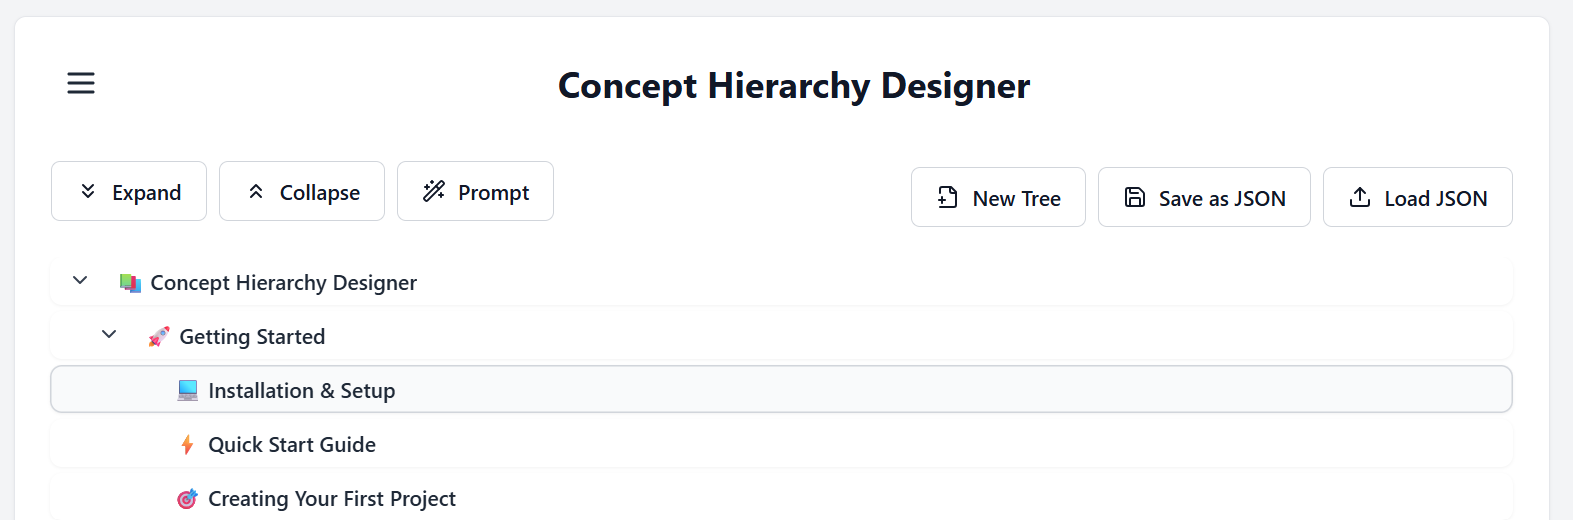 Concept Hierarchy Designer
Expand Collapse Prompt New Tree Save as JSON Load JSON
Concept Hierarchy Designer
Getting Started
Installation & Setup
Quick Start Guide
Creating Your First Project